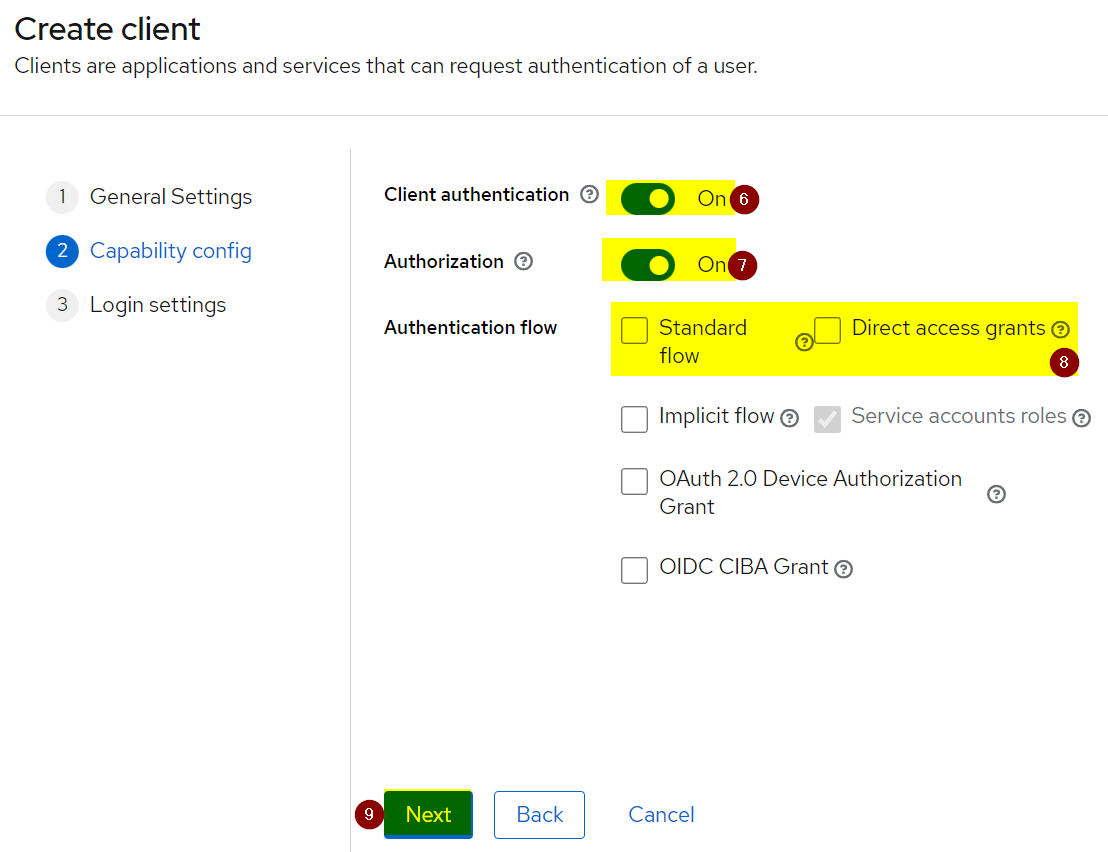 Create client
Clients are applications and services that can request authentication of a user.
1 General Settings
2 Capability config
3 Login settings
Client authentication ? On 6
Authorization ? On 7
Authentication flow
Standard flow ? Direct access grants ?
8
Implicit flow ? Service accounts roles ?
OAuth 2.0 Device Authorization
Grant ?
OIDC CIBA Grant ?
9 Next Back Cancel